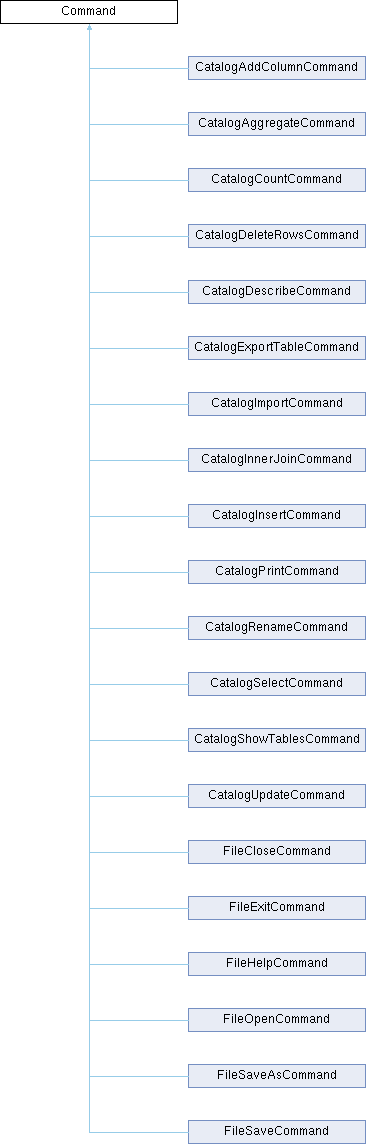 Command
CatalogAddColumnCommand
CatalogAggregateCommand
CatalogCountCommand
CatalogDeleteRowsCommand
CatalogDescribeCommand
CatalogExportTableCommand
CatalogImportCommand
CatalogInnerJoinCommand
CatalogInsertCommand
CatalogPrintCommand
CatalogRenameCommand
CatalogSelectCommand
CatalogShowTablesCommand
CatalogUpdateCommand
FileCloseCommand
FileExitCommand
FileHelpCommand
FileOpenCommand
FileSaveAsCommand
FileSaveCommand